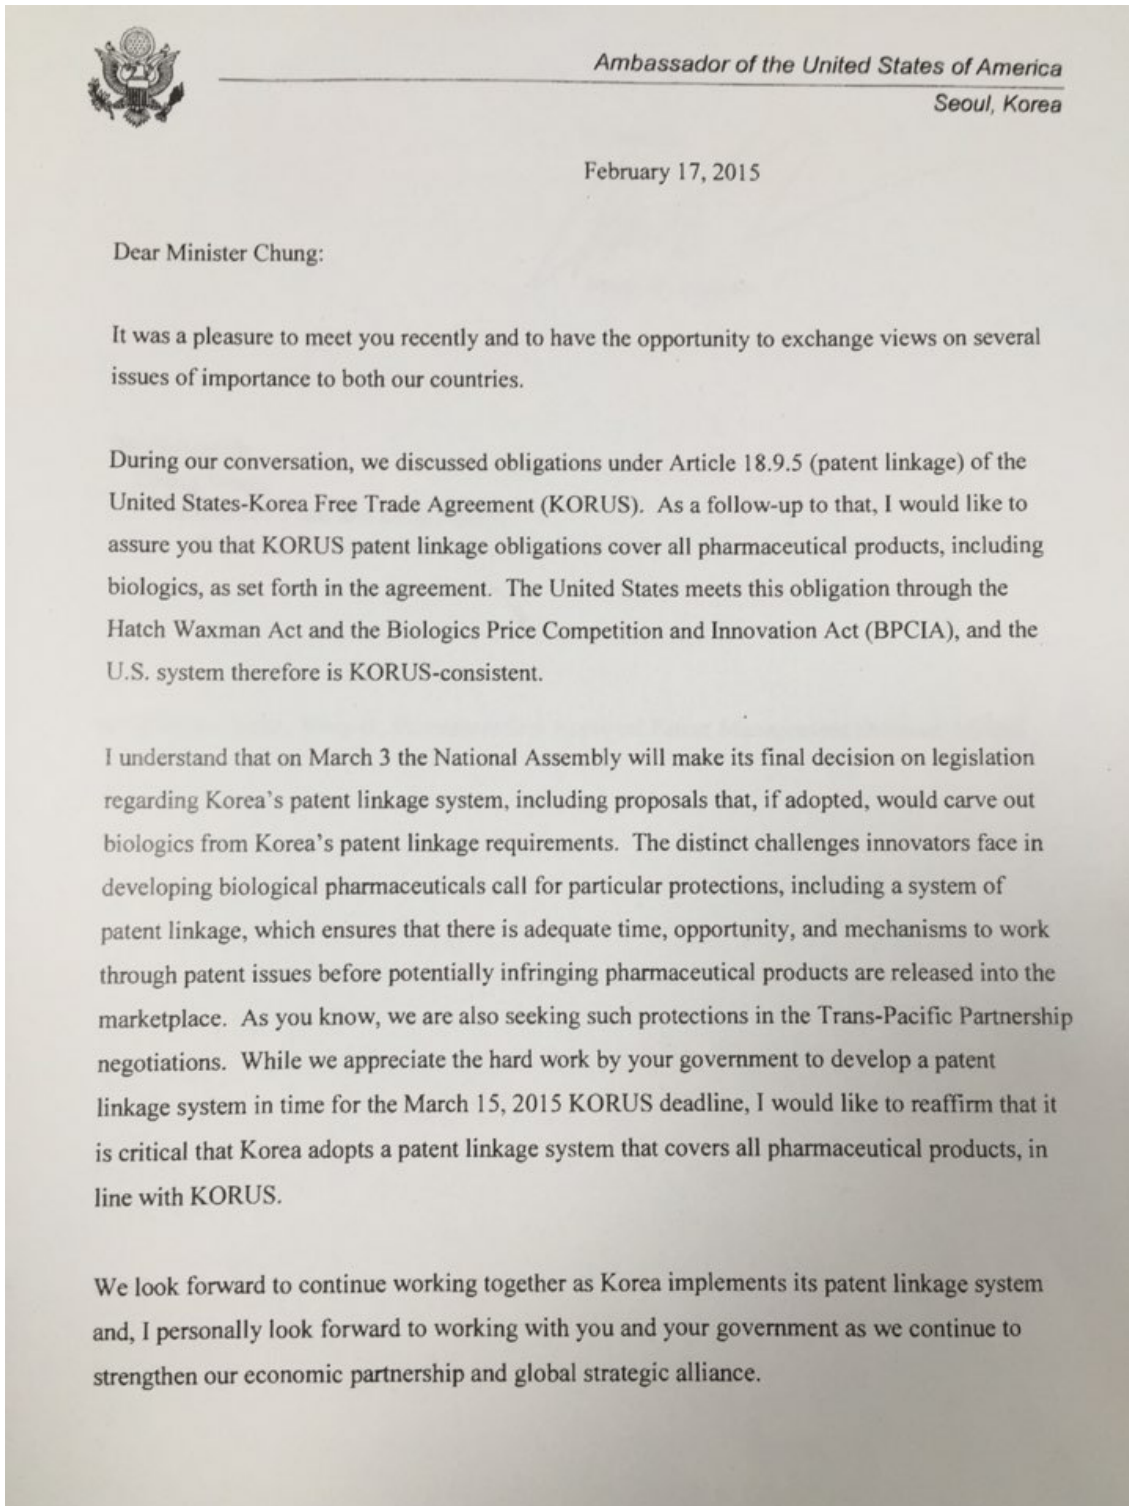 Ambassador of the United States of America
Seoul, Korea
February 17, 2015
Dear Minister Chung:
It was a pleasure to meet you recently and to have the opportunity to exchange views on several
issues of importance to both our countries.
During our conversation, we discussed obligations under Article 18.9.5 (patent linkage) of the
United States-Korea Free Trade Agreement (KORUS). As a follow-up to that, I would like to
assure you that KORUS patent linkage obligations cover all pharmaceutical products, including
biologics, as set forth in the agreement. The United States meets this obligation through the
Hatch Waxman Act and the Biologics Price Competition and Innovation Act (BPCIA), and the
U.S. system therefore is KORUS-consistent.
I understand that on March 3 the National Assembly will make its final decision on legislation
regarding Korea's patent linkage system, including proposals that, if adopted, would carve out
biologics from Korea's patent linkage requirements. The distinct challenges innovators face in
developing biological pharmaceuticals call for particular protections, including a system of
patent linkage, which ensures that there is adequate time, opportunity, and mechanisms to work
through patent issues before potentially infringing pharmaceutical products are released into the
marketplace. As you know, we are also seeking such protections in the Trans-Pacific Partnership
negotiations. While we appreciate the hard work by your government to develop a patent
linkage system in time for the March 15, 2015 KORUS deadline, I would like to reaffirm that it
is critical that Korea adopts a patent linkage system that covers all pharmaceutical products, in
line with KORUS.
We look forward to continue working together as Korea implements its patent linkage system
and, I personally look forward to working with you and your government as we continue to
strengthen our economic partnership and global strategic alliance.